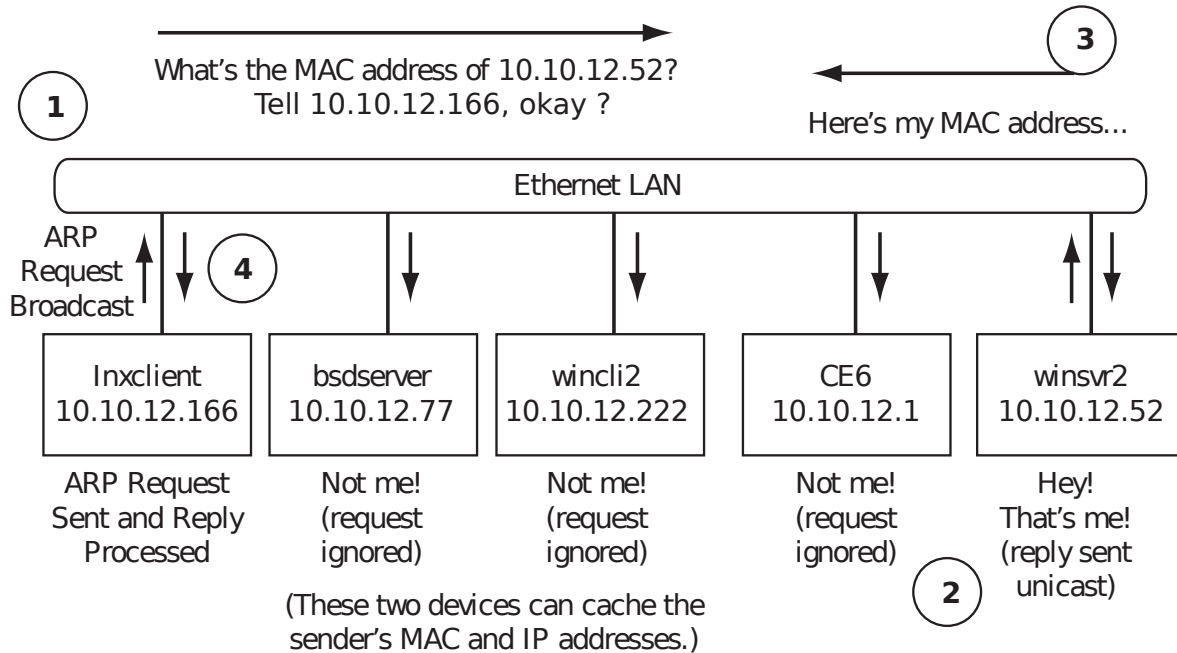 What's the MAC address of 10.10.12.52?
Tell 10.10.12.166, okay ?
3
1
Here's my MAC address...
Ethernet LAN
ARP
Request
Broadcast
4
lnxclient
10.10.12.166
bsdserver
10.10.12.77
wincli2
10.10.12.222
CE6
10.10.12.1
winsvr2
10.10.12.52
ARP Request
Sent and Reply
Processed
Not me!
(request
ignored)
Not me!
(request
ignored)
Not me!
(request
ignored)
Hey!
That's me!
(reply sent
unicast)
2
(These two devices can cache the
sender's MAC and IP addresses.)